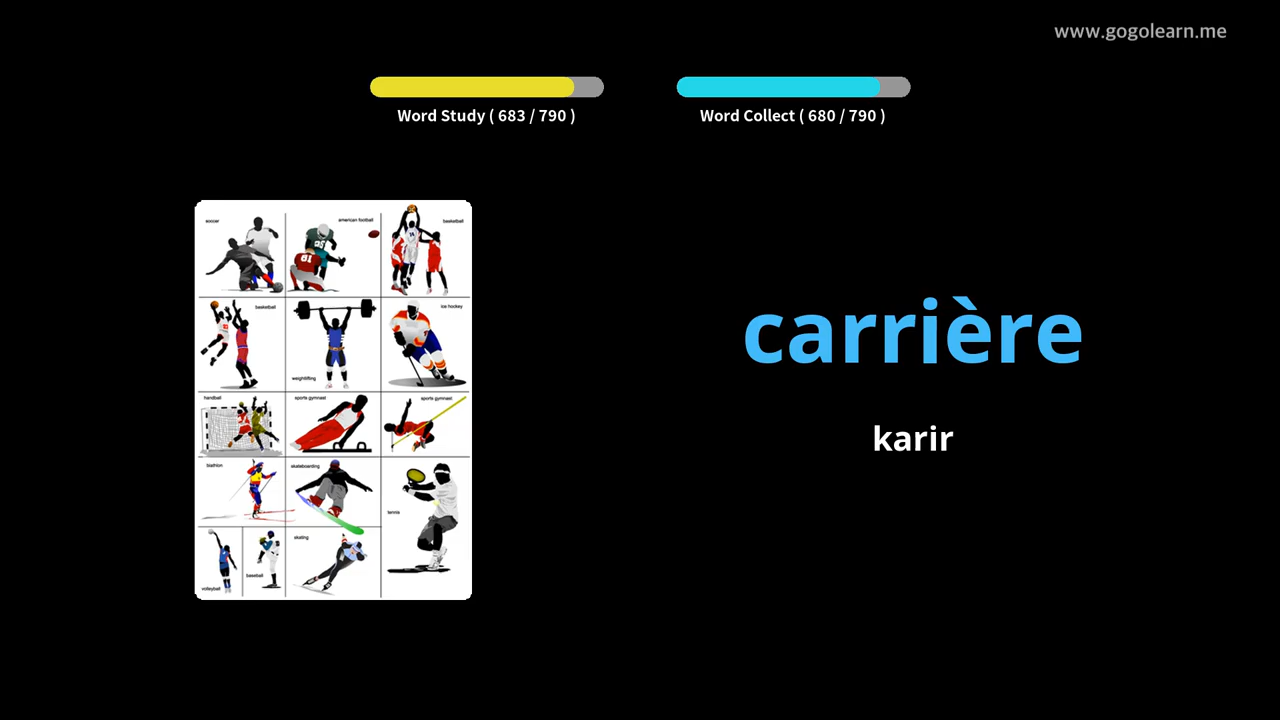 www.gogolearn.me
Word Study ( 683 / 790 )
Word Collect ( 680 / 790 )
soccer
american football
basketball
basketball
weightlifting
ice hockey
handball
sports gymnast
sports gymnast
biathlon
skateboarding
tennis
volleyball
baseball
skating
carrière
karir